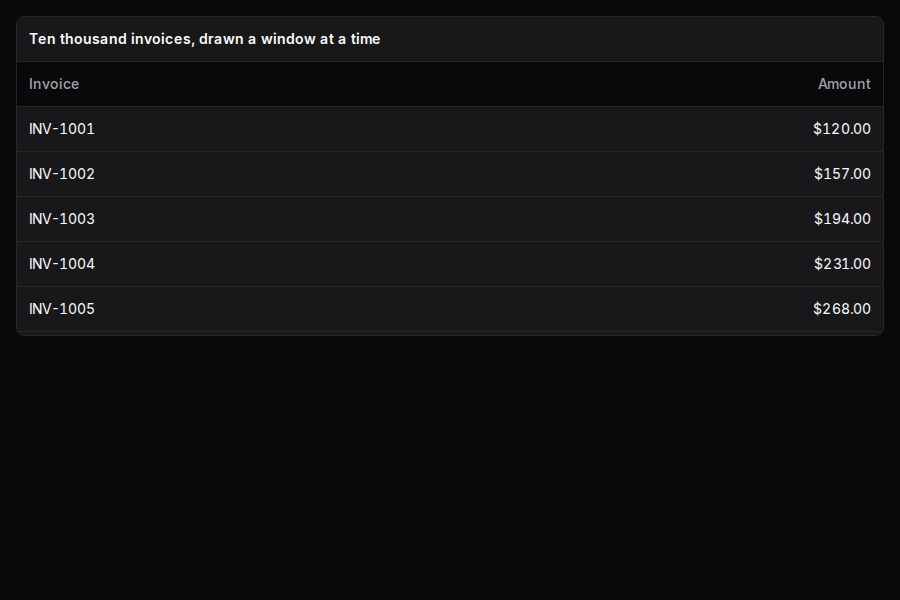 Ten thousand invoices, drawn a window at a time
Invoice Amount
INV-1001 $120.00
INV-1002 $157.00
INV-1003 $194.00
INV-1004 $231.00
INV-1005 $268.00